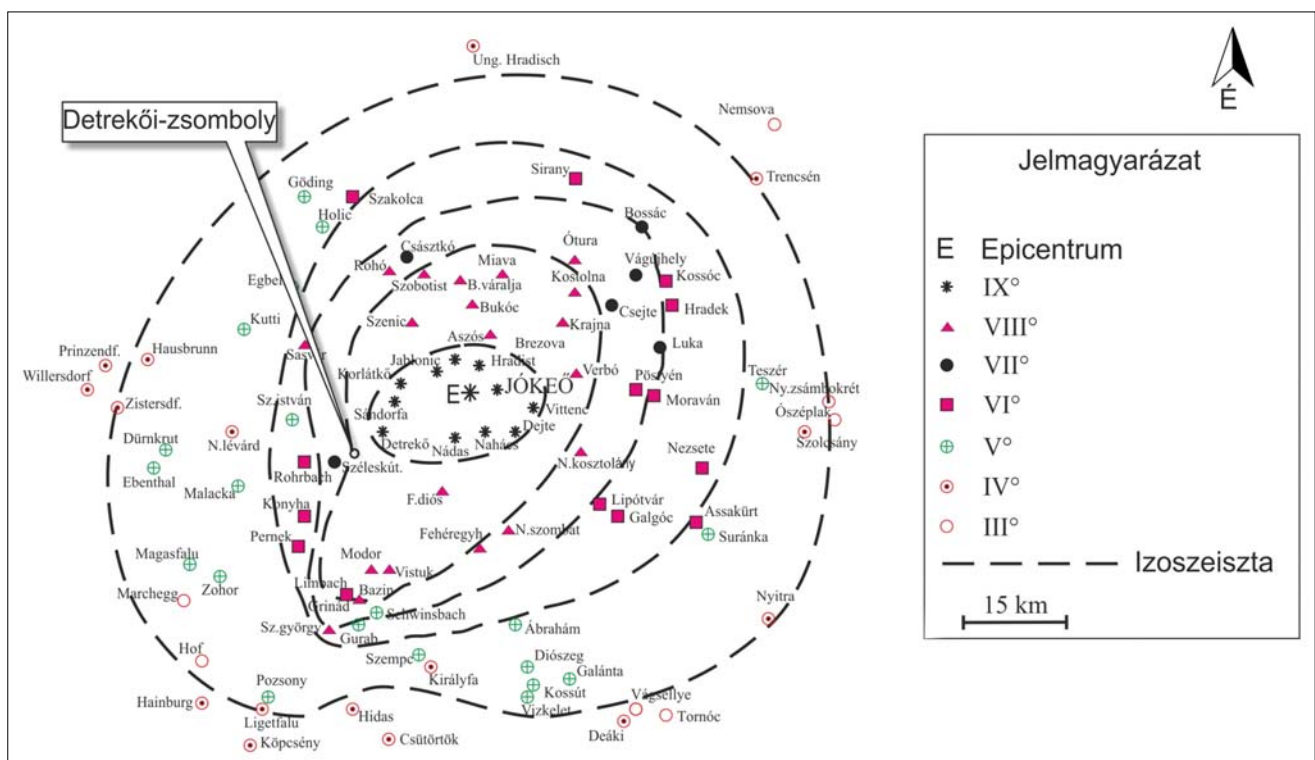 Ung. Hradisch
Nemsova
É
Detrekői-zsomboly
Trencsén
Sirany
Göding
Szakolca
Holic
Bossác
Császtkó
Ótura
Rohó
Miava
Vágujhely
Szobotist
B.váralja
Kostolna
Kossóc
Egbel
Bukóc
Csejte
Hradek
Kutti
Szenic
Krajna
Aszós
Brezova
Sasvár
Luka
Prinzendf.
Hausbrunn
Jablonic
Hradist
Verbó
Teszér
Willersdorf
Korlátkő
E
JÓKEŐ
Pöstyén
Ny.zsámbokrét
Zistersdf.
Sz.istván
Sándorfa
Vittenc
Moraván
Ószéplak
Dürnkrut
N.lévárd
Detrekő
Nádas
Nahács
Dejte
Szolcsány
Ebenthal
Rohrbach
Széleskút.
N.kosztolány
Nezsete
Malacka
F.diós
Lipótvár
Konyha
Galgóc
Assakürt
Pernek
Fehéregyh
N.szombat
Suránka
Magasfalu
Modor
Vistuk
Zohor
Limbach
Bazin
Marchegg
Grinád
Schwinsbach
Nyitra
Sz.györgy
Gurab
Ábrahám
Hof
Szempc
Diószeg
Királyfa
Galánta
Hainburg
Pozsony
Kossút
Vizkelet
Vágsellye
Ligetfalu
Hidas
Tornóc
Köpcsény
Csütörtök
Deáki
Jelmagyarázat
E Epicentrum
IX°
VIII°
VII°
VI°
V°
IV°
III°
Izoszeiszta
15 km